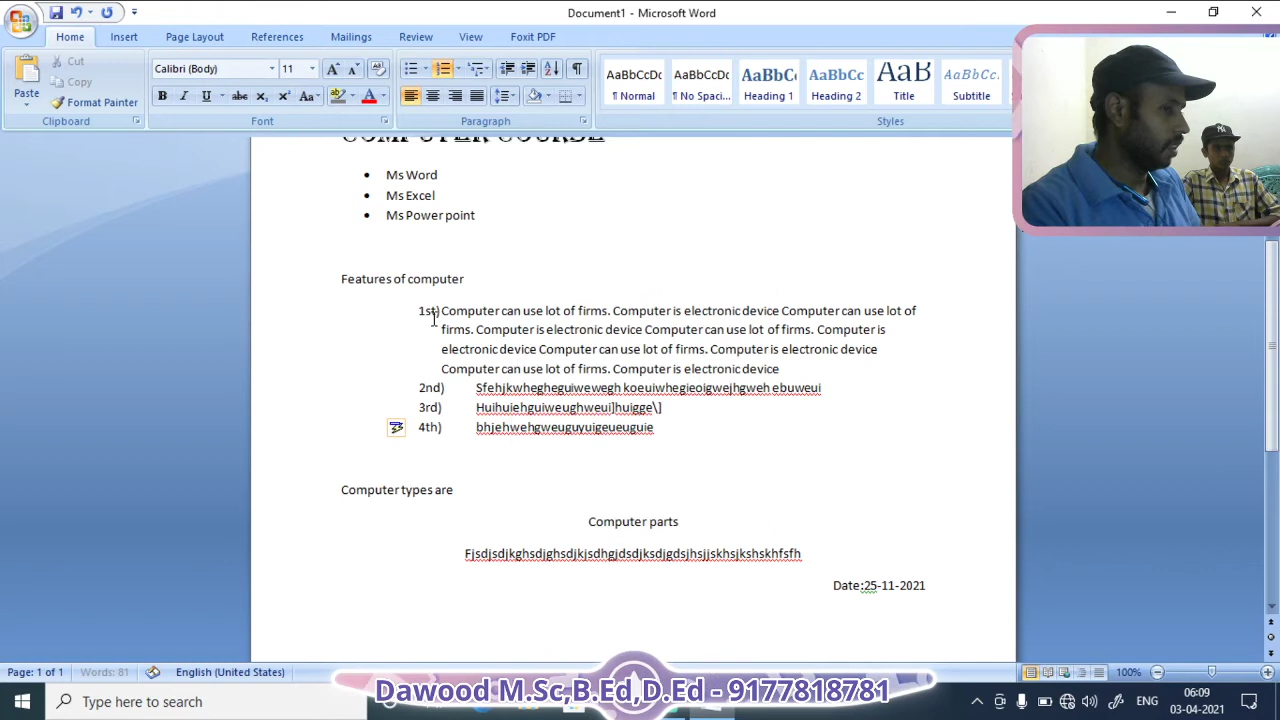 Document1 - Microsoft Word
Home Insert Page Layout References Mailings Review View Foxit PDF
Paste
Cut
Copy
Format Painter
Clipboard
Calibri (Body) 11
Font
Paragraph
AaBbCcDc AaBbCcDc AaBbCc AaBbCc AaB AaBbCc.
¶ Normal ¶ No Spaci... Heading 1 Heading 2 Title Subtitle
Styles
COMPUTER COURSE
• Ms Word
• Ms Excel
• Ms Power point
Features of computer
1st) Computer can use lot of firms. Computer is electronic device Computer can use lot of
firms. Computer is electronic device Computer can use lot of firms. Computer is
electronic device Computer can use lot of firms. Computer is electronic device
Computer can use lot of firms. Computer is electronic device
2nd) Sfehjkwhegheguiwewegh koeuiwhegieoigwejhgweh ebuweui
3rd) Huihuiehguiweughweui]huigge\]
4th) bhjehwehgweuguyuigeueuguie
Computer types are
Computer parts
Fjsdjsdjkghsdjghsdjkjsdhgjdsdjksdjgdsjhsjjskhsjkshskhfsfh
Date:25-11-2021
Page: 1 of 1 Words: 81 English (United States) 100%
Dawood M.Sc,B.Ed,D.Ed - 9177818781
Type here to search
ENG
06:09
03-04-2021